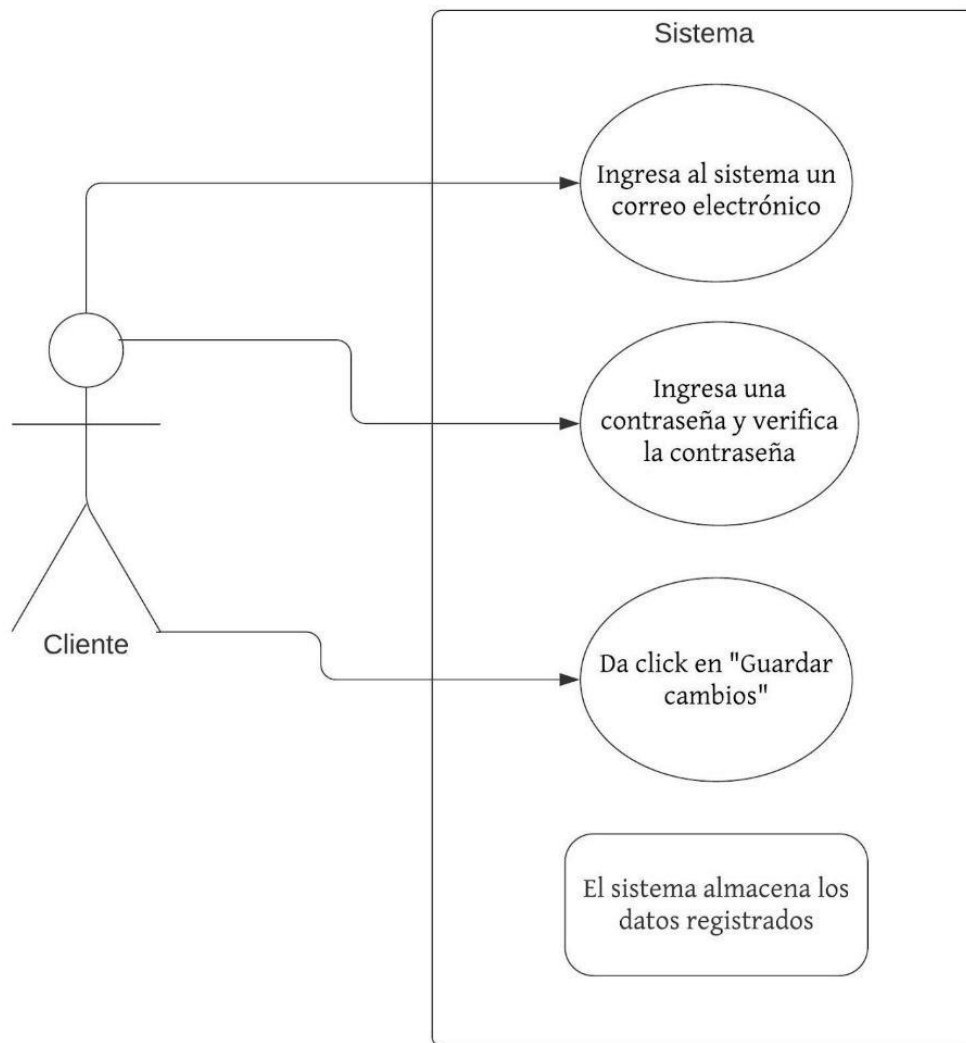 Sistema
Ingresa al sistema un
correo electrónico
Ingresa una
contraseña y verifica
la contraseña
Cliente
Da click en "Guardar
cambios"
El sistema almacena los
datos registrados